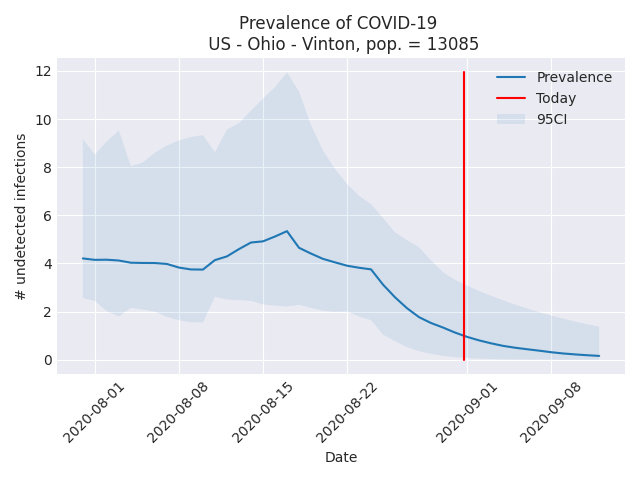 Prevalence of COVID-19
US - Ohio - Vinton, pop. = 13085
12
10
8
6
4
2
0
# undetected infections
Prevalence
Today
95CI
2020-08-01
2020-08-08
2020-08-15
2020-08-22
2020-09-01
2020-09-08
Date